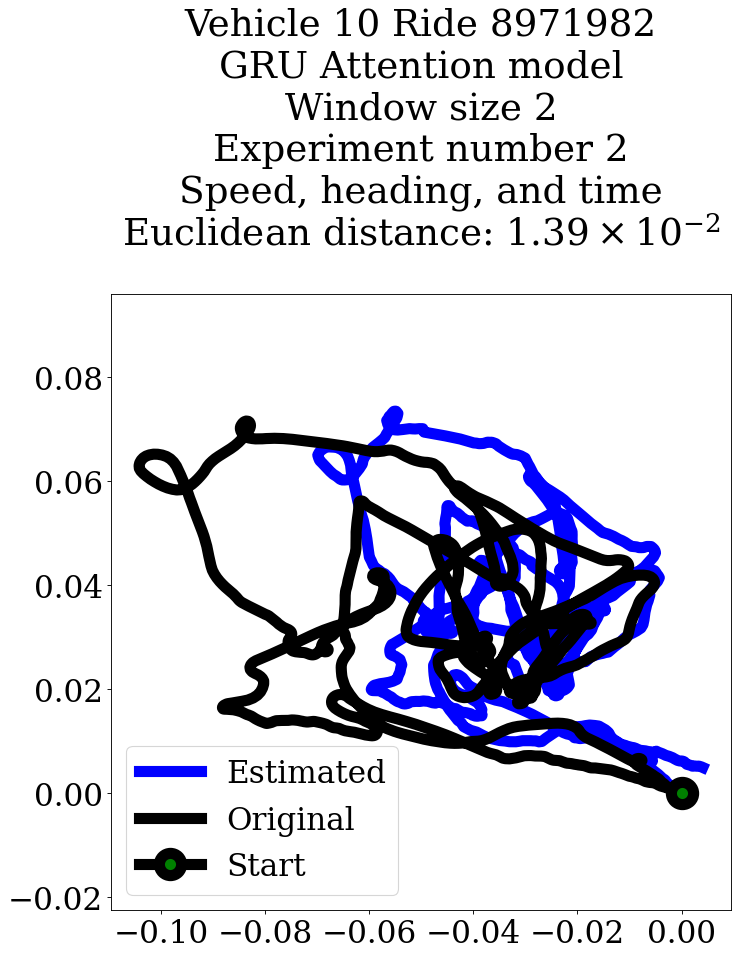 Vehicle 10 Ride 8971982
GRU Attention model
Window size 2
Experiment number 2
Speed, heading, and time
Euclidean distance: 1.39 × 10⁻²
0.08
0.06
0.04
0.02
0.00
−0.02
Estimated
Original
Start
−0.10 −0.08 −0.06 −0.04 −0.02 0.00